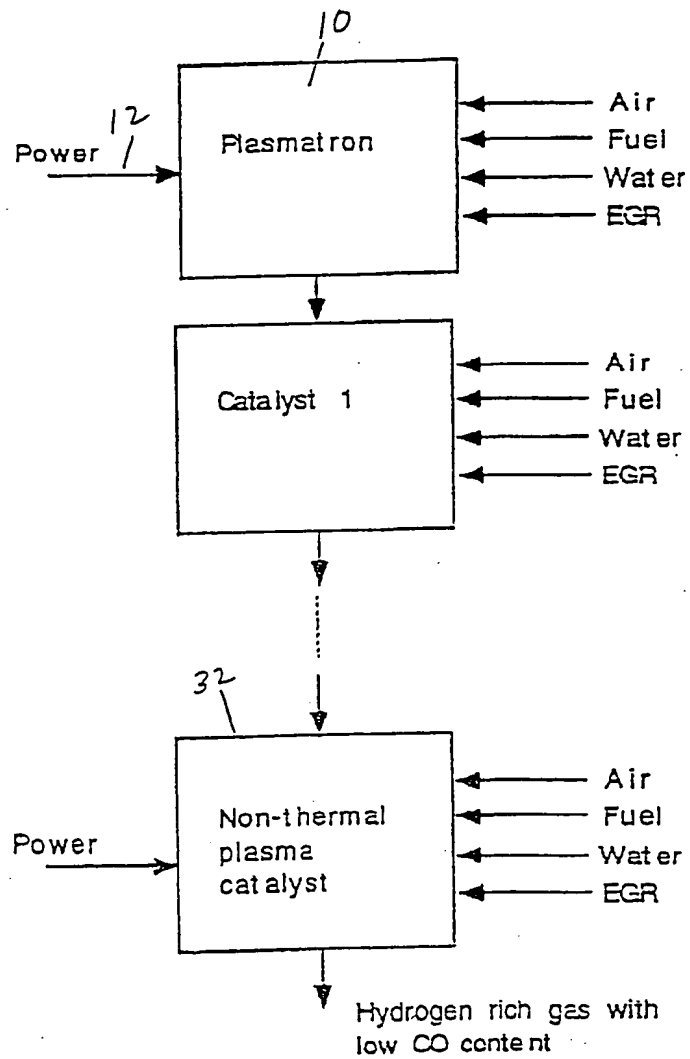 10
12
Power
Plasmatron
Air
Fuel
Water
EGR
Catalyst 1
Air
Fuel
Water
EGR
32
Power
Non-thermal
plasma
catalyst
Air
Fuel
Water
EGR
Hydrogen rich gas with
low CO content